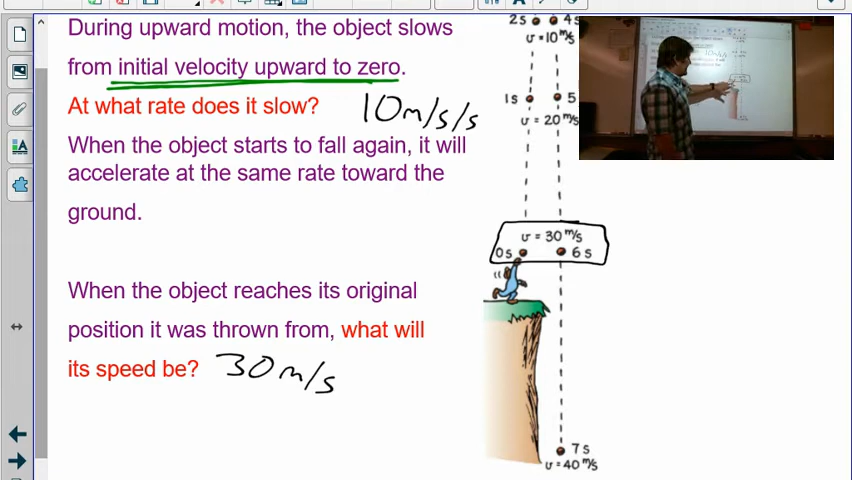 During upward motion, the object slows
from initial velocity upward to zero.
At what rate does it slow? 10m/s/s
When the object starts to fall again, it will
accelerate at the same rate toward the
ground.
When the object reaches its original
position it was thrown from, what will
its speed be? 30m/s
2s 4s
υ = 10 m/s
1s 5
υ = 20 m/s
υ = 30 m/s
0s 6s
7s
υ = 40 m/s